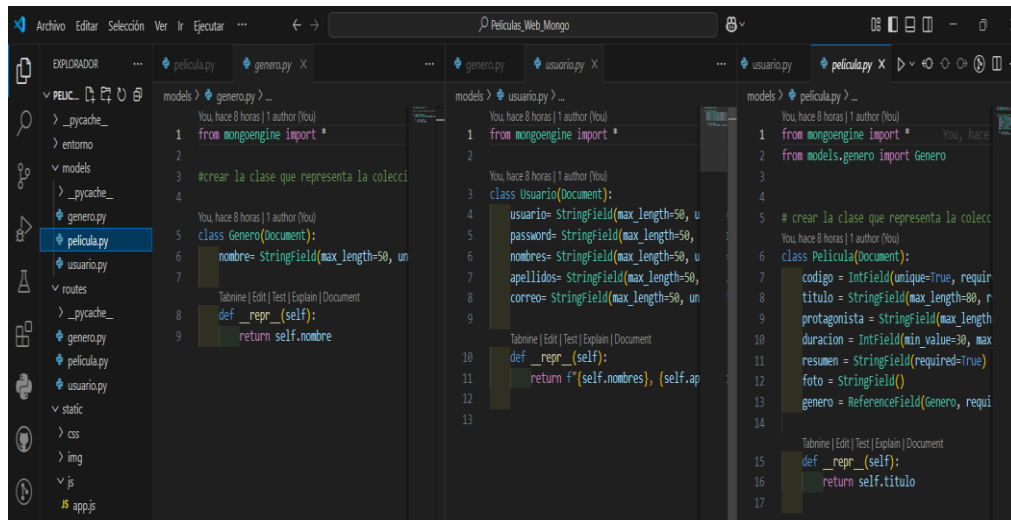 Archivo Editar Selección Ver Ir Ejecutar ··· Peliculas_Web_Mongo
EXPLORADOR ···
PELIC...
> _pycache_
> entorno
models
> _pycache_
genero.py
pelicula.py
usuario.py
routes
> _pycache_
genero.py
pelicula.py
usuario.py
static
> css
> img
js
JS app.js
pelicula.py genero.py ···
models > genero.py > ...
You, hace 8 horas | 1 author (You)
1 from mongoengine import *
2
3 #crear la clase que representa la colecci
4
You, hace 8 horas | 1 author (You)
5 class Genero(Document):
6 nombre= StringField(max_length=50, un
7
Tabnine | Edit | Test | Explain | Document
8 def __repr__(self):
9 return self.nombre
genero.py usuario.py ···
models > usuario.py > ...
You, hace 8 horas | 1 author (You)
1 from mongoengine import *
2
You, hace 8 horas | 1 author (You)
3 class Usuario(Document):
4 usuario= StringField(max_length=50, u
5 password= StringField(max_length=50,
6 nombres= StringField(max_length=50, u
7 apellidos= StringField(max_length=50,
8 correo= StringField(max_length=50, un
9
Tabnine | Edit | Test | Explain | Document
10 def __repr__(self):
11 return f"{self.nombres}, {self.ap
12
13
usuario.py pelicula.py
models > pelicula.py > ...
You, hace 8 horas | 1 author (You)
1 from mongoengine import * You, hace
2 from models.genero import Genero
3
4
5 # crear la clase que representa la colecc
You, hace 8 horas | 1 author (You)
6 class Pelicula(Document):
7 codigo = IntField(unique=True, requir
8 titulo = StringField(max_length=80, r
9 protagonista = StringField(max_length
10 duracion = IntField(min_value=30, max
11 resumen = StringField(required=True)
12 foto = StringField()
13 genero = ReferenceField(Genero, requi
14
Tabnine | Edit | Test | Explain | Document
15 def __repr__(self):
16 return self.titulo
17